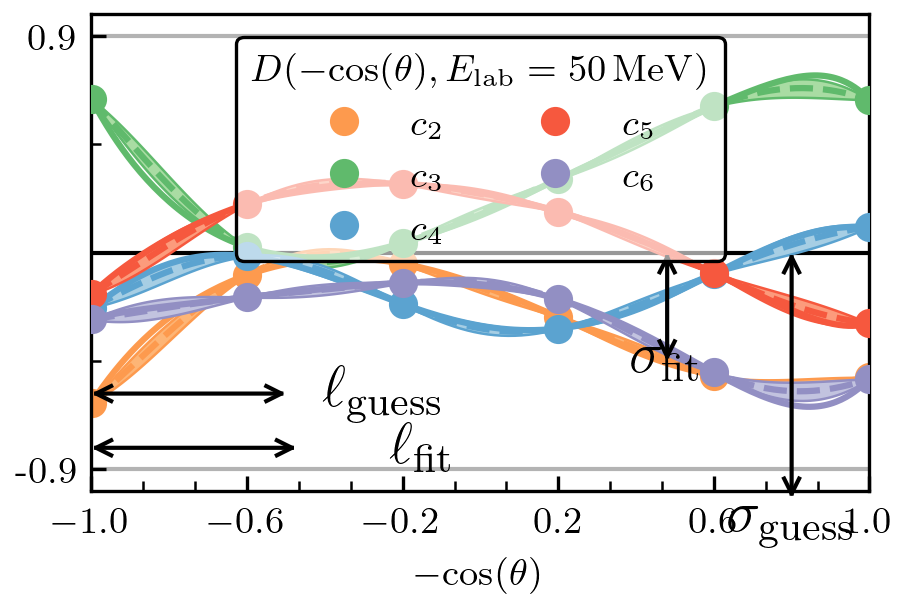 0.9
D(−cos(θ), E_lab = 50 MeV)
c_2 c_5
c_3 c_6
c_4
σ_fit
ℓ_guess
ℓ_fit
-0.9
−1.0 −0.6 −0.2 0.2 0.6 1.0
σ_guess
−cos(θ)